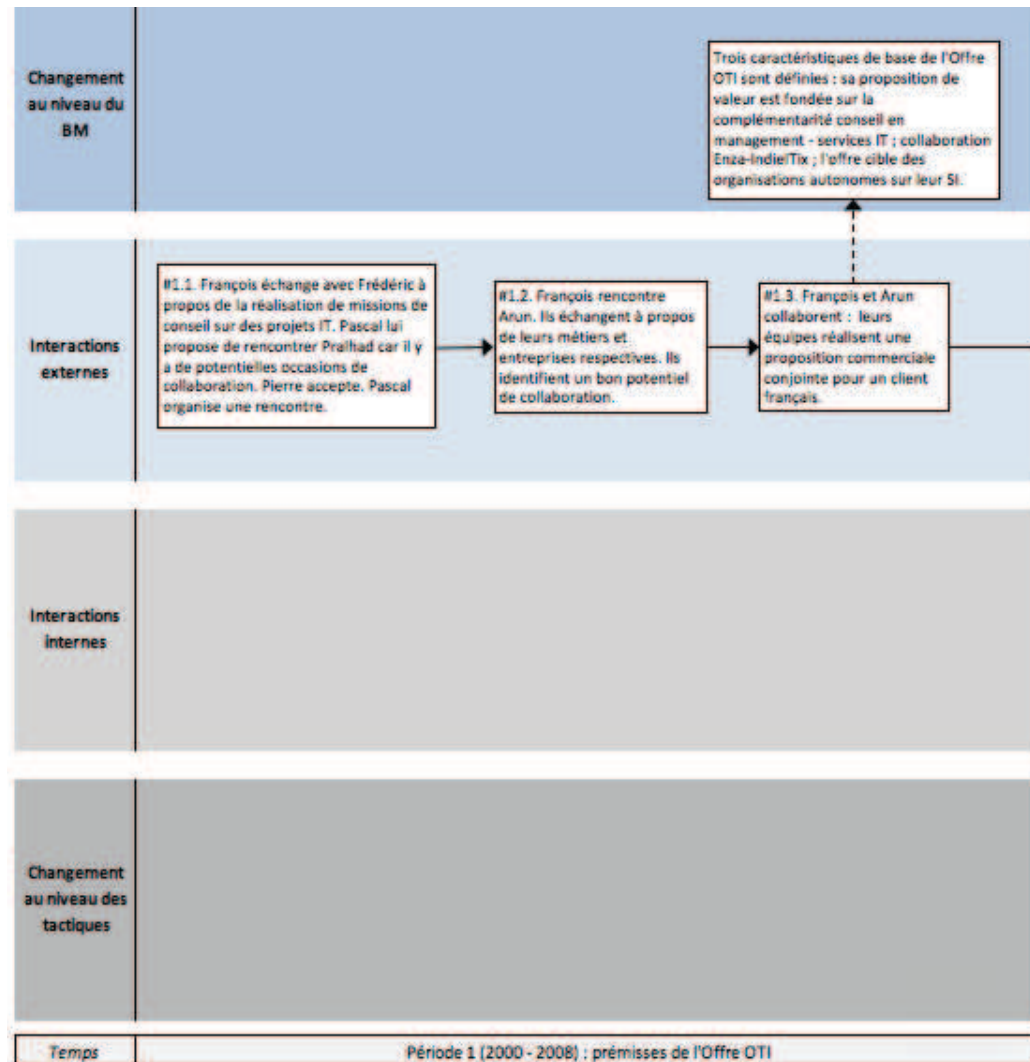 Changement
au niveau du
BM
Trois caractéristiques de base de l'Offre
OTI sont définies : sa proposition de
valeur est fondée sur la
complémentarité conseil en
management - services IT ; collaboration
Enza-IndielTix ; l'offre cible des
organisations autonomes sur leur SI.
Interactions
externes
#1.1. François échange avec Frédéric à
propos de la réalisation de missions de
conseil sur des projets IT. Pascal lui
propose de rencontrer Pralhad car il y
a de potentielles occasions de
collaboration. Pierre accepte. Pascal
organise une rencontre.
#1.2. François rencontre
Arun. Ils échangent à propos
de leurs métiers et
entreprises respectives. Ils
identifient un bon potentiel
de collaboration.
#1.3. François et Arun
collaborent : leurs
équipes réalisent une
proposition commerciale
conjointe pour un client
français.
Interactions
internes
Changement
au niveau des
tactiques
Temps
Période 1 (2000 - 2008) : prémisses de l'Offre OTI